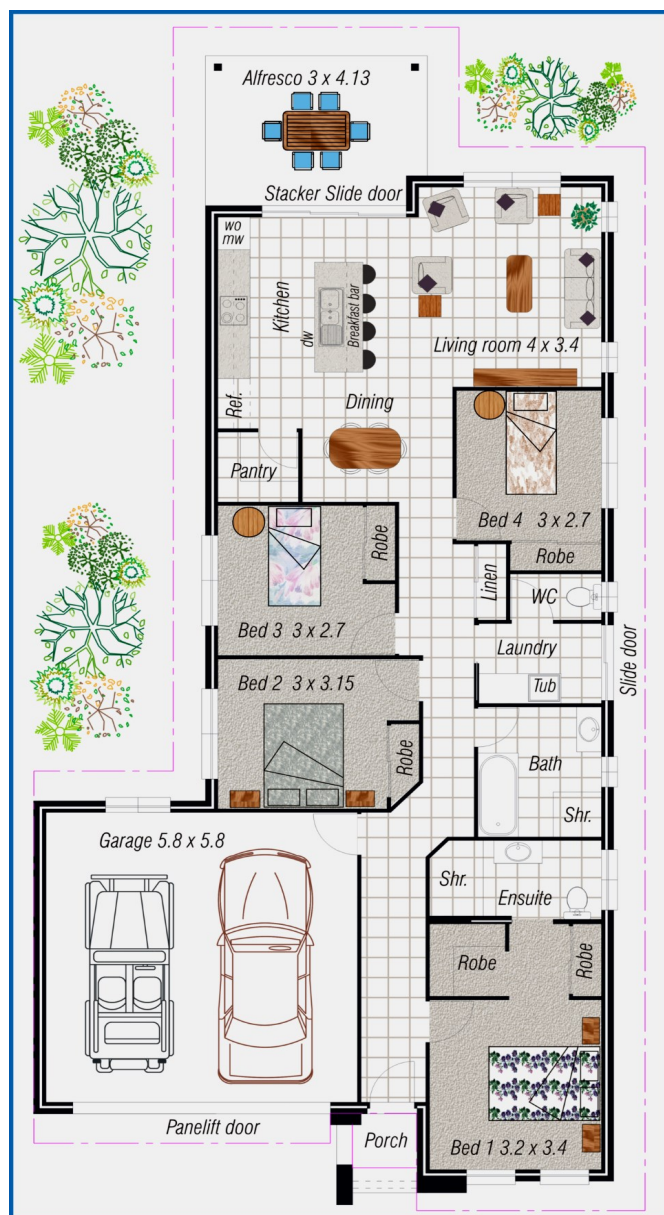 Alfresco 3 x 4.13
Stacker Slide door
wo
mw
Kitchen
dw
Breakfast bar
Living room 4 x 3.4
Ref.
Dining
Pantry
Bed 4 3 x 2.7
Robe
Robe
Linen
WC
Bed 3 3 x 2.7
Laundry
Slide door
Bed 2 3 x 3.15
Tub
Robe
Bath
Shr.
Garage 5.8 x 5.8
Shr.
Ensuite
Robe
Robe
Panelift door
Porch
Bed 1 3.2 x 3.4